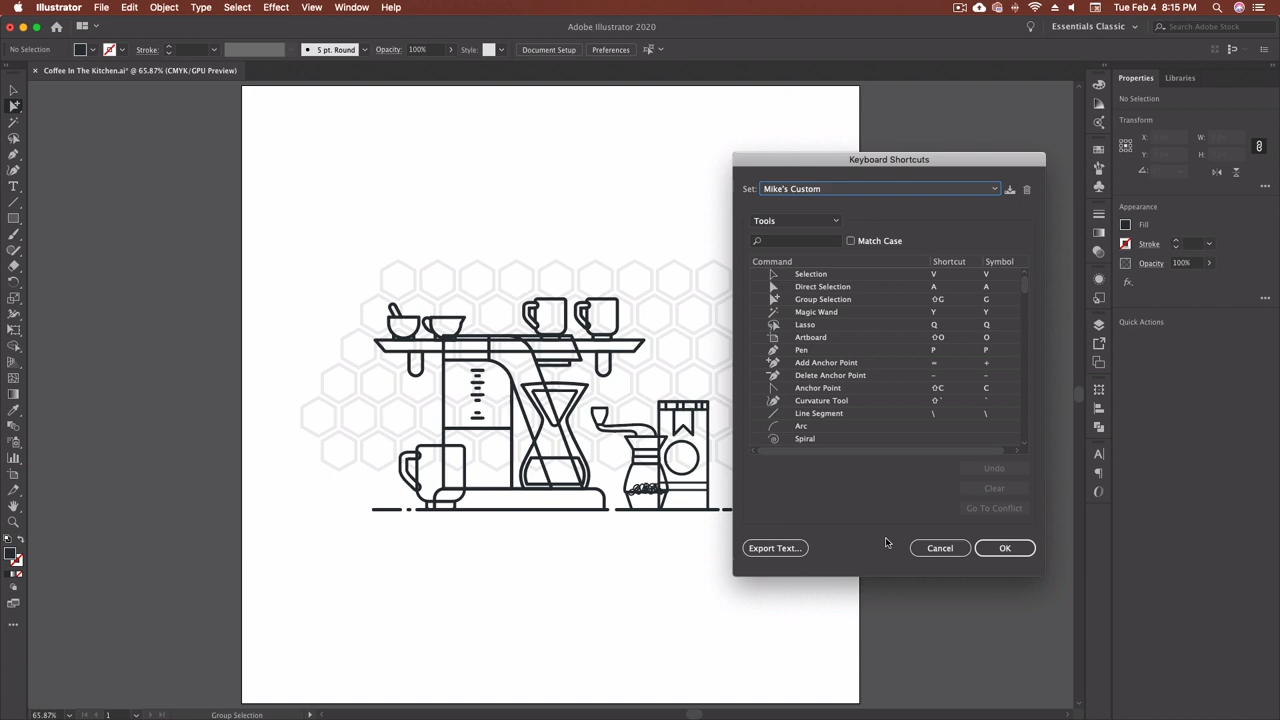 Illustrator File Edit Object Type Select Effect View Window Help
Tue Feb 4 8:15 PM
Adobe Illustrator 2020
Essentials Classic
Search Adobe Stock
No Selection
Stroke:
5 pt. Round
Opacity:
100%
Style:
Document Setup
Preferences
Coffee In The Kitchen.ai* @ 65.87% (CMYK/GPU Preview)
Properties
Libraries
No Selection
Transform
X:
W:
Y:
H:
Appearance
Fill
Stroke
Opacity
100%
Quick Actions
Keyboard Shortcuts
Set:
Mike's Custom
Tools
Match Case
Command Shortcut Symbol
Selection V V
Direct Selection A A
Group Selection ⇧G G
Magic Wand Y Y
Lasso Q Q
Artboard ⇧O O
Pen P P
Add Anchor Point = +
Delete Anchor Point - -
Anchor Point ⇧C C
Curvature Tool ⇧` `
Line Segment \ \
Arc
Spiral
Undo
Clear
Go To Conflict
Export Text...
Cancel
OK
65.87%
1
Group Selection